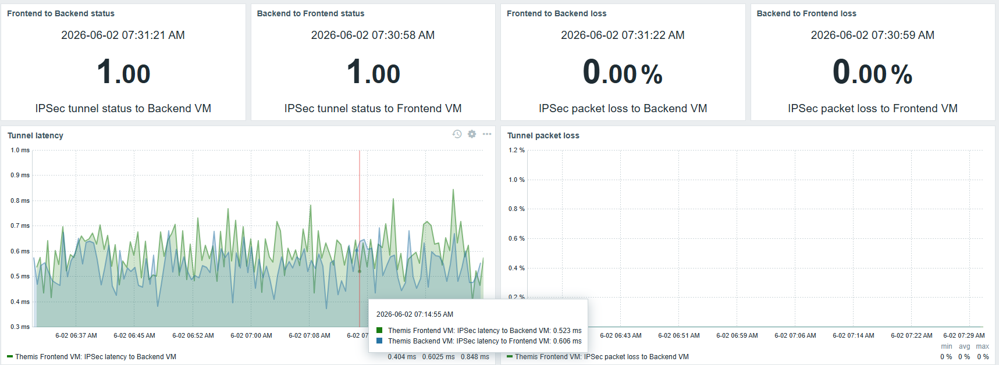 Frontend to Backend status
2026-06-02 07:31:21 AM
1.00
IPSec tunnel status to Backend VM
Backend to Frontend status
2026-06-02 07:30:58 AM
1.00
IPSec tunnel status to Frontend VM
Frontend to Backend loss
2026-06-02 07:31:22 AM
0.00 %
IPSec packet loss to Backend VM
Backend to Frontend loss
2026-06-02 07:30:59 AM
0.00 %
IPSec packet loss to Frontend VM
Tunnel latency
1.0 ms
0.9 ms
0.8 ms
0.7 ms
0.6 ms
0.5 ms
0.4 ms
0.3 ms
6-02 06:37 AM
6-02 06:45 AM
6-02 06:52 AM
6-02 07:00 AM
6-02 07:08 AM
6-02 07
2026-06-02 07:14:55 AM
Themis Frontend VM: IPSec latency to Backend VM: 0.523 ms
Themis Backend VM: IPSec latency to Frontend VM: 0.606 ms
Themis Frontend VM: IPSec latency to Backend VM 0.404 ms 0.6025 ms 0.848 ms
Tunnel packet loss
1.2 %
1.0 %
0.8 %
0.6 %
0.4 %
0.2 %
6-02 06:43 AM
6-02 06:51 AM
6-02 06:59 AM
6-02 07:06 AM
6-02 07:14 AM
6-02 07:22 AM
6-02 07:29 AM
min avg max
Themis Frontend VM: IPSec packet loss to Backend VM 0 % 0 % 0 %